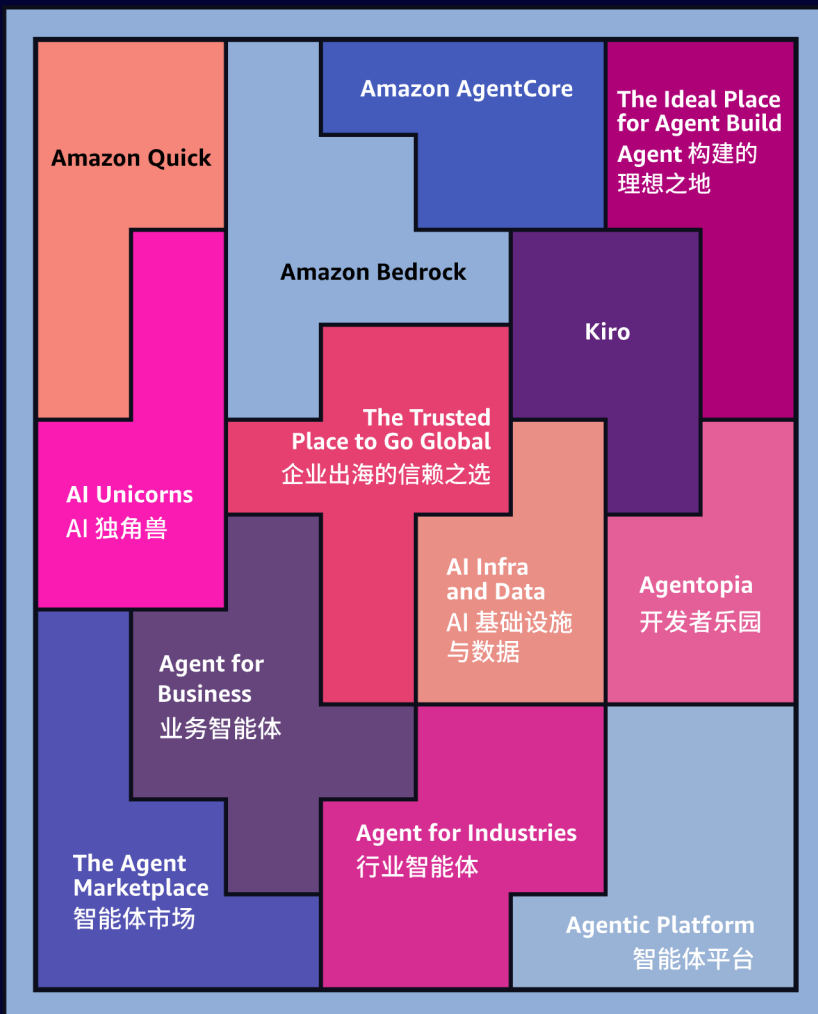 Amazon Quick
Amazon AgentCore
The Ideal Place
for Agent Build
Agent 构建的
理想之地
Amazon Bedrock
Kiro
The Trusted
Place to Go Global
企业出海的信赖之选
AI Unicorns
AI 独角兽
AI Infra
and Data
AI 基础设施
与数据
Agentopia
开发者乐园
Agent for
Business
业务智能体
The Agent
Marketplace
智能体市场
Agent for Industries
行业智能体
Agentic Platform
智能体平台